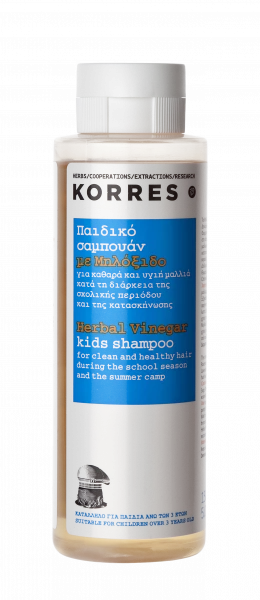 HERBS/COOPERATIONS/EXTRACTIONS/RESEARCH
KORRES
Παιδικό
σαμπουάν
με Μηλόξιδο
για καθαρά και υγιή μαλλιά
κατά τη διάρκεια της
σχολικής περιόδου
και της κατασκήνωσης
Herbal Vinegar
kids shampoo
for clean and healthy hair
during the school season
and the summer camp
ΚΑΤΑΛΛΗΛΟ ΓΙΑ ΠΑΙΔΙΑ ΑΝΩ ΤΩΝ 3 ΕΤΩΝ
SUITABLE FOR CHILDREN OVER 3 YEARS OLD